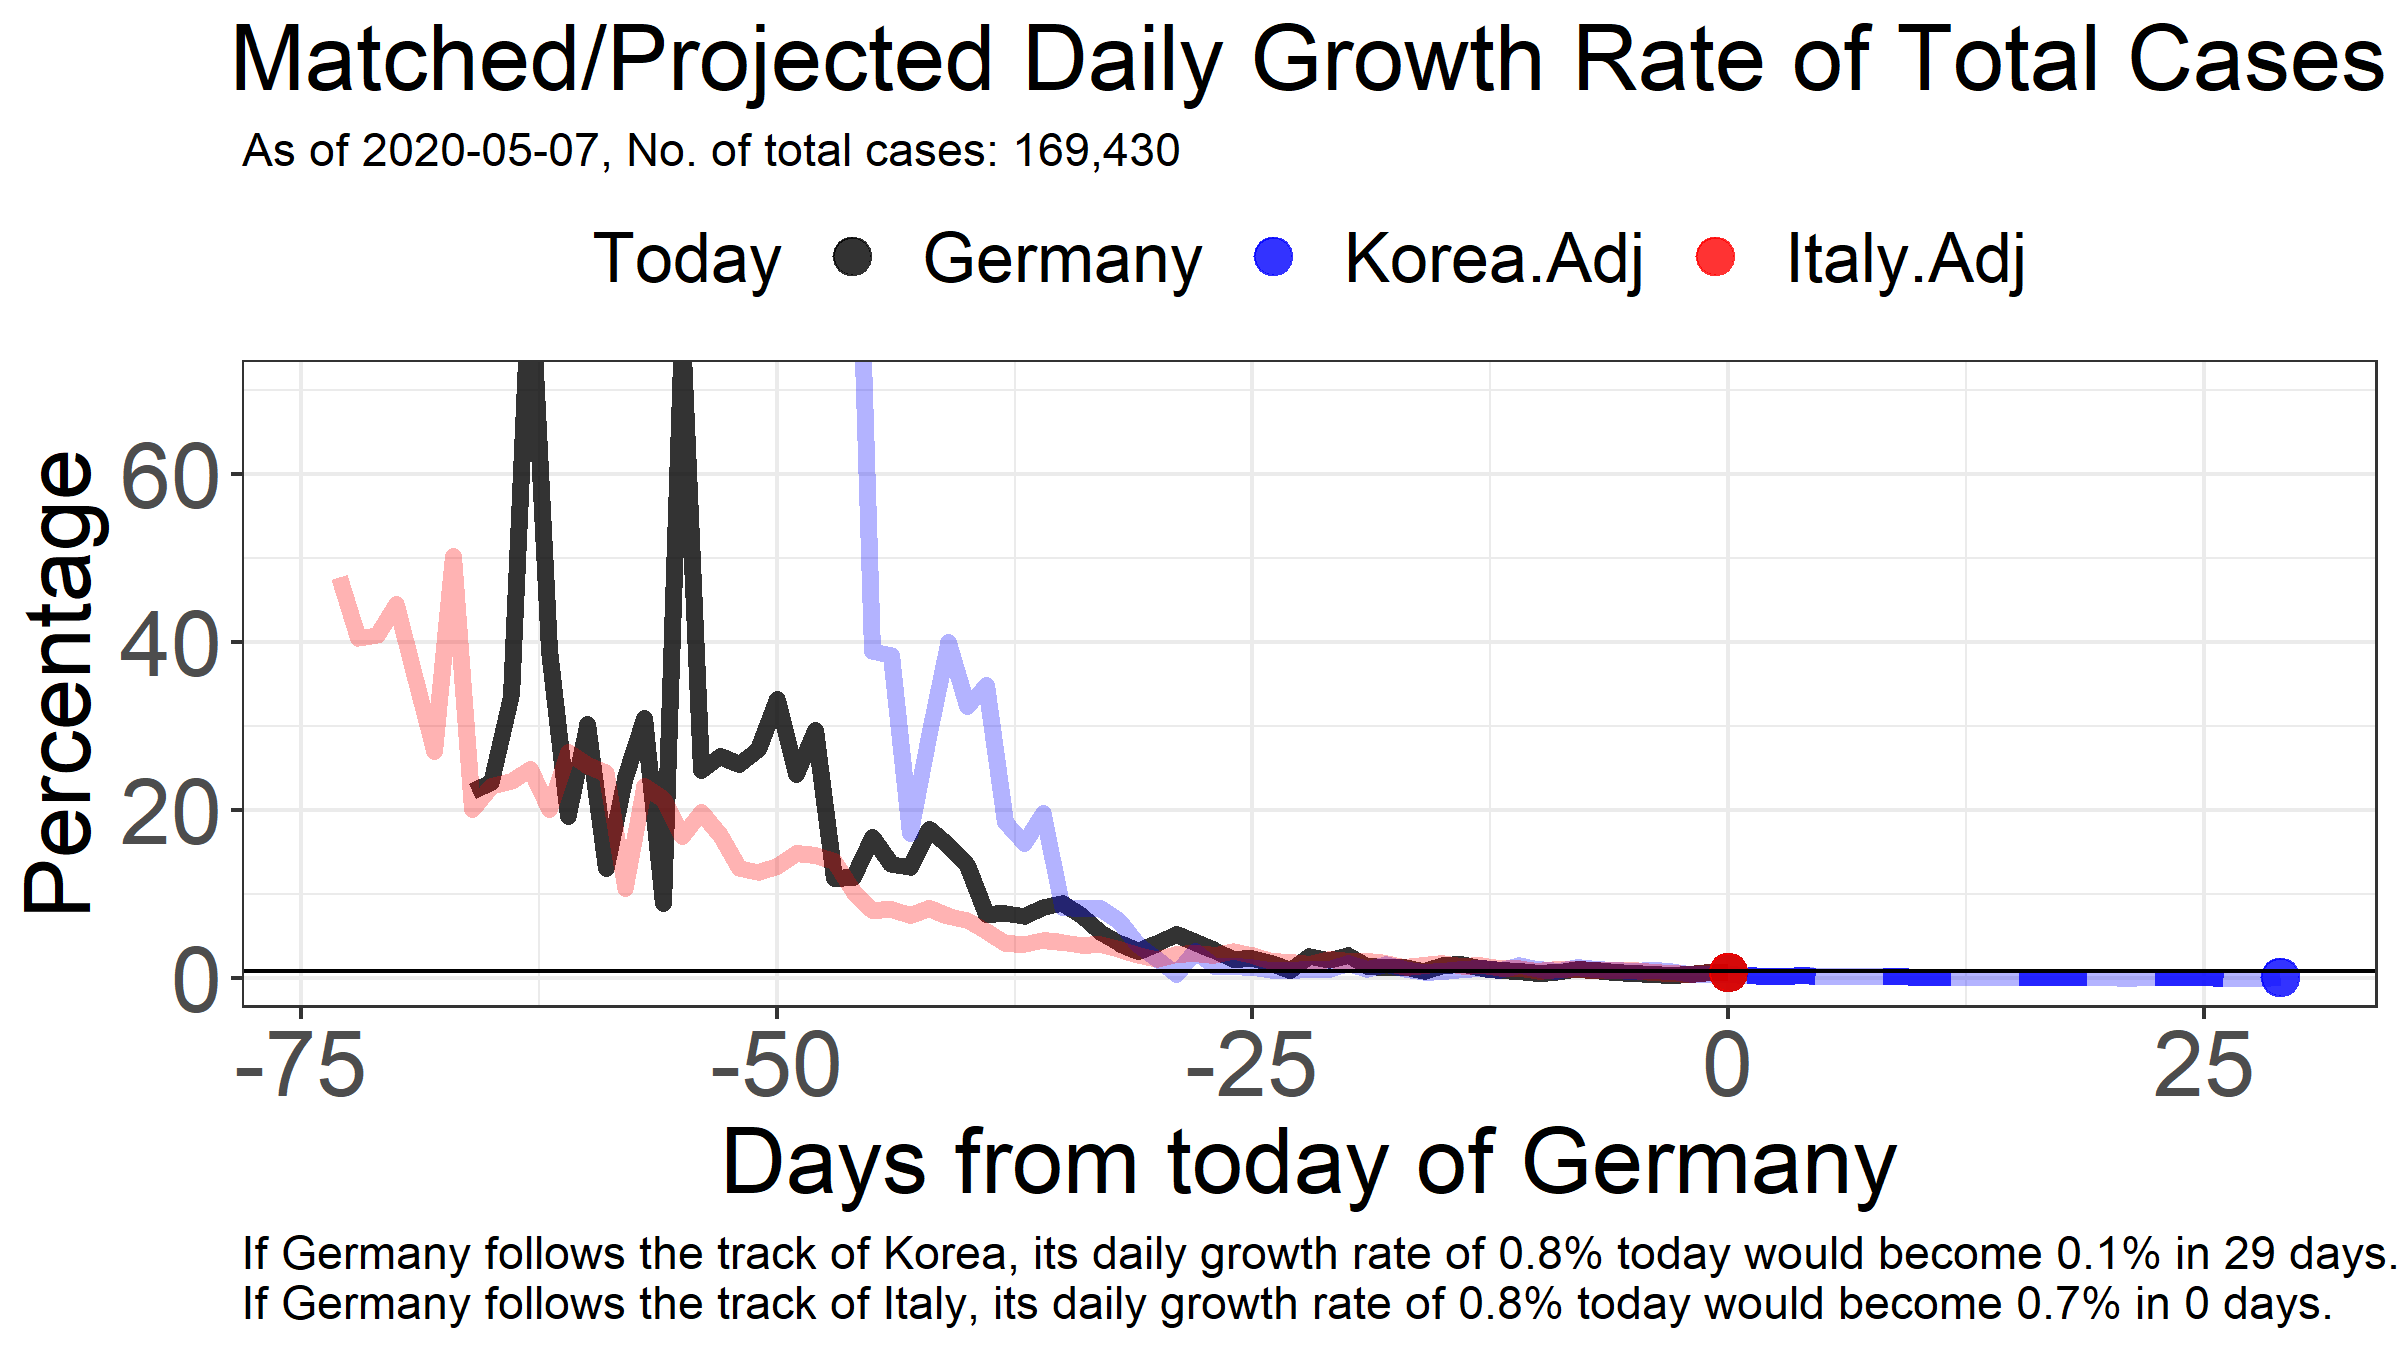 Matched/Projected Daily Growth Rate of Total Cases
As of 2020-05-07, No. of total cases: 169,430
Today Germany Korea.Adj Italy.Adj
Percentage
60
40
20
0
-75 -50 -25 0 25
Days from today of Germany
If Germany follows the track of Korea, its daily growth rate of 0.8% today would become 0.1% in 29 days.
If Germany follows the track of Italy, its daily growth rate of 0.8% today would become 0.7% in 0 days.